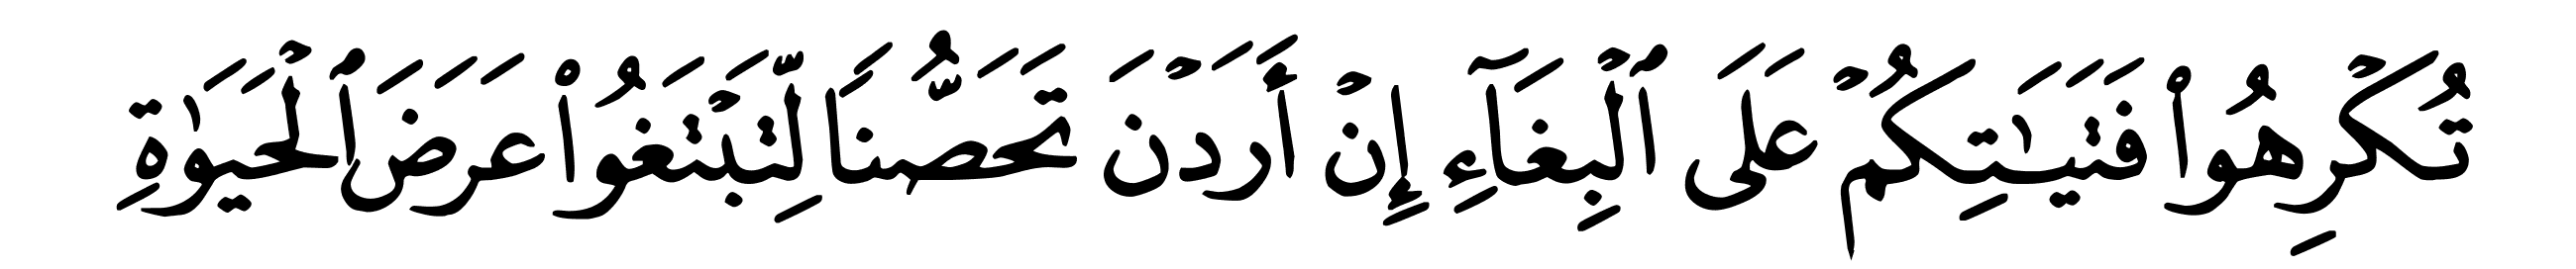 تُكْرِهُوا۟ فَتَيَـٰتِكُمْ عَلَى ٱلْبِغَآءِ إِنْ أَرَدْنَ تَحَصُّنًا لِّتَبْتَغُوا۟ عَرَضَ ٱلْحَيَوٰةِ